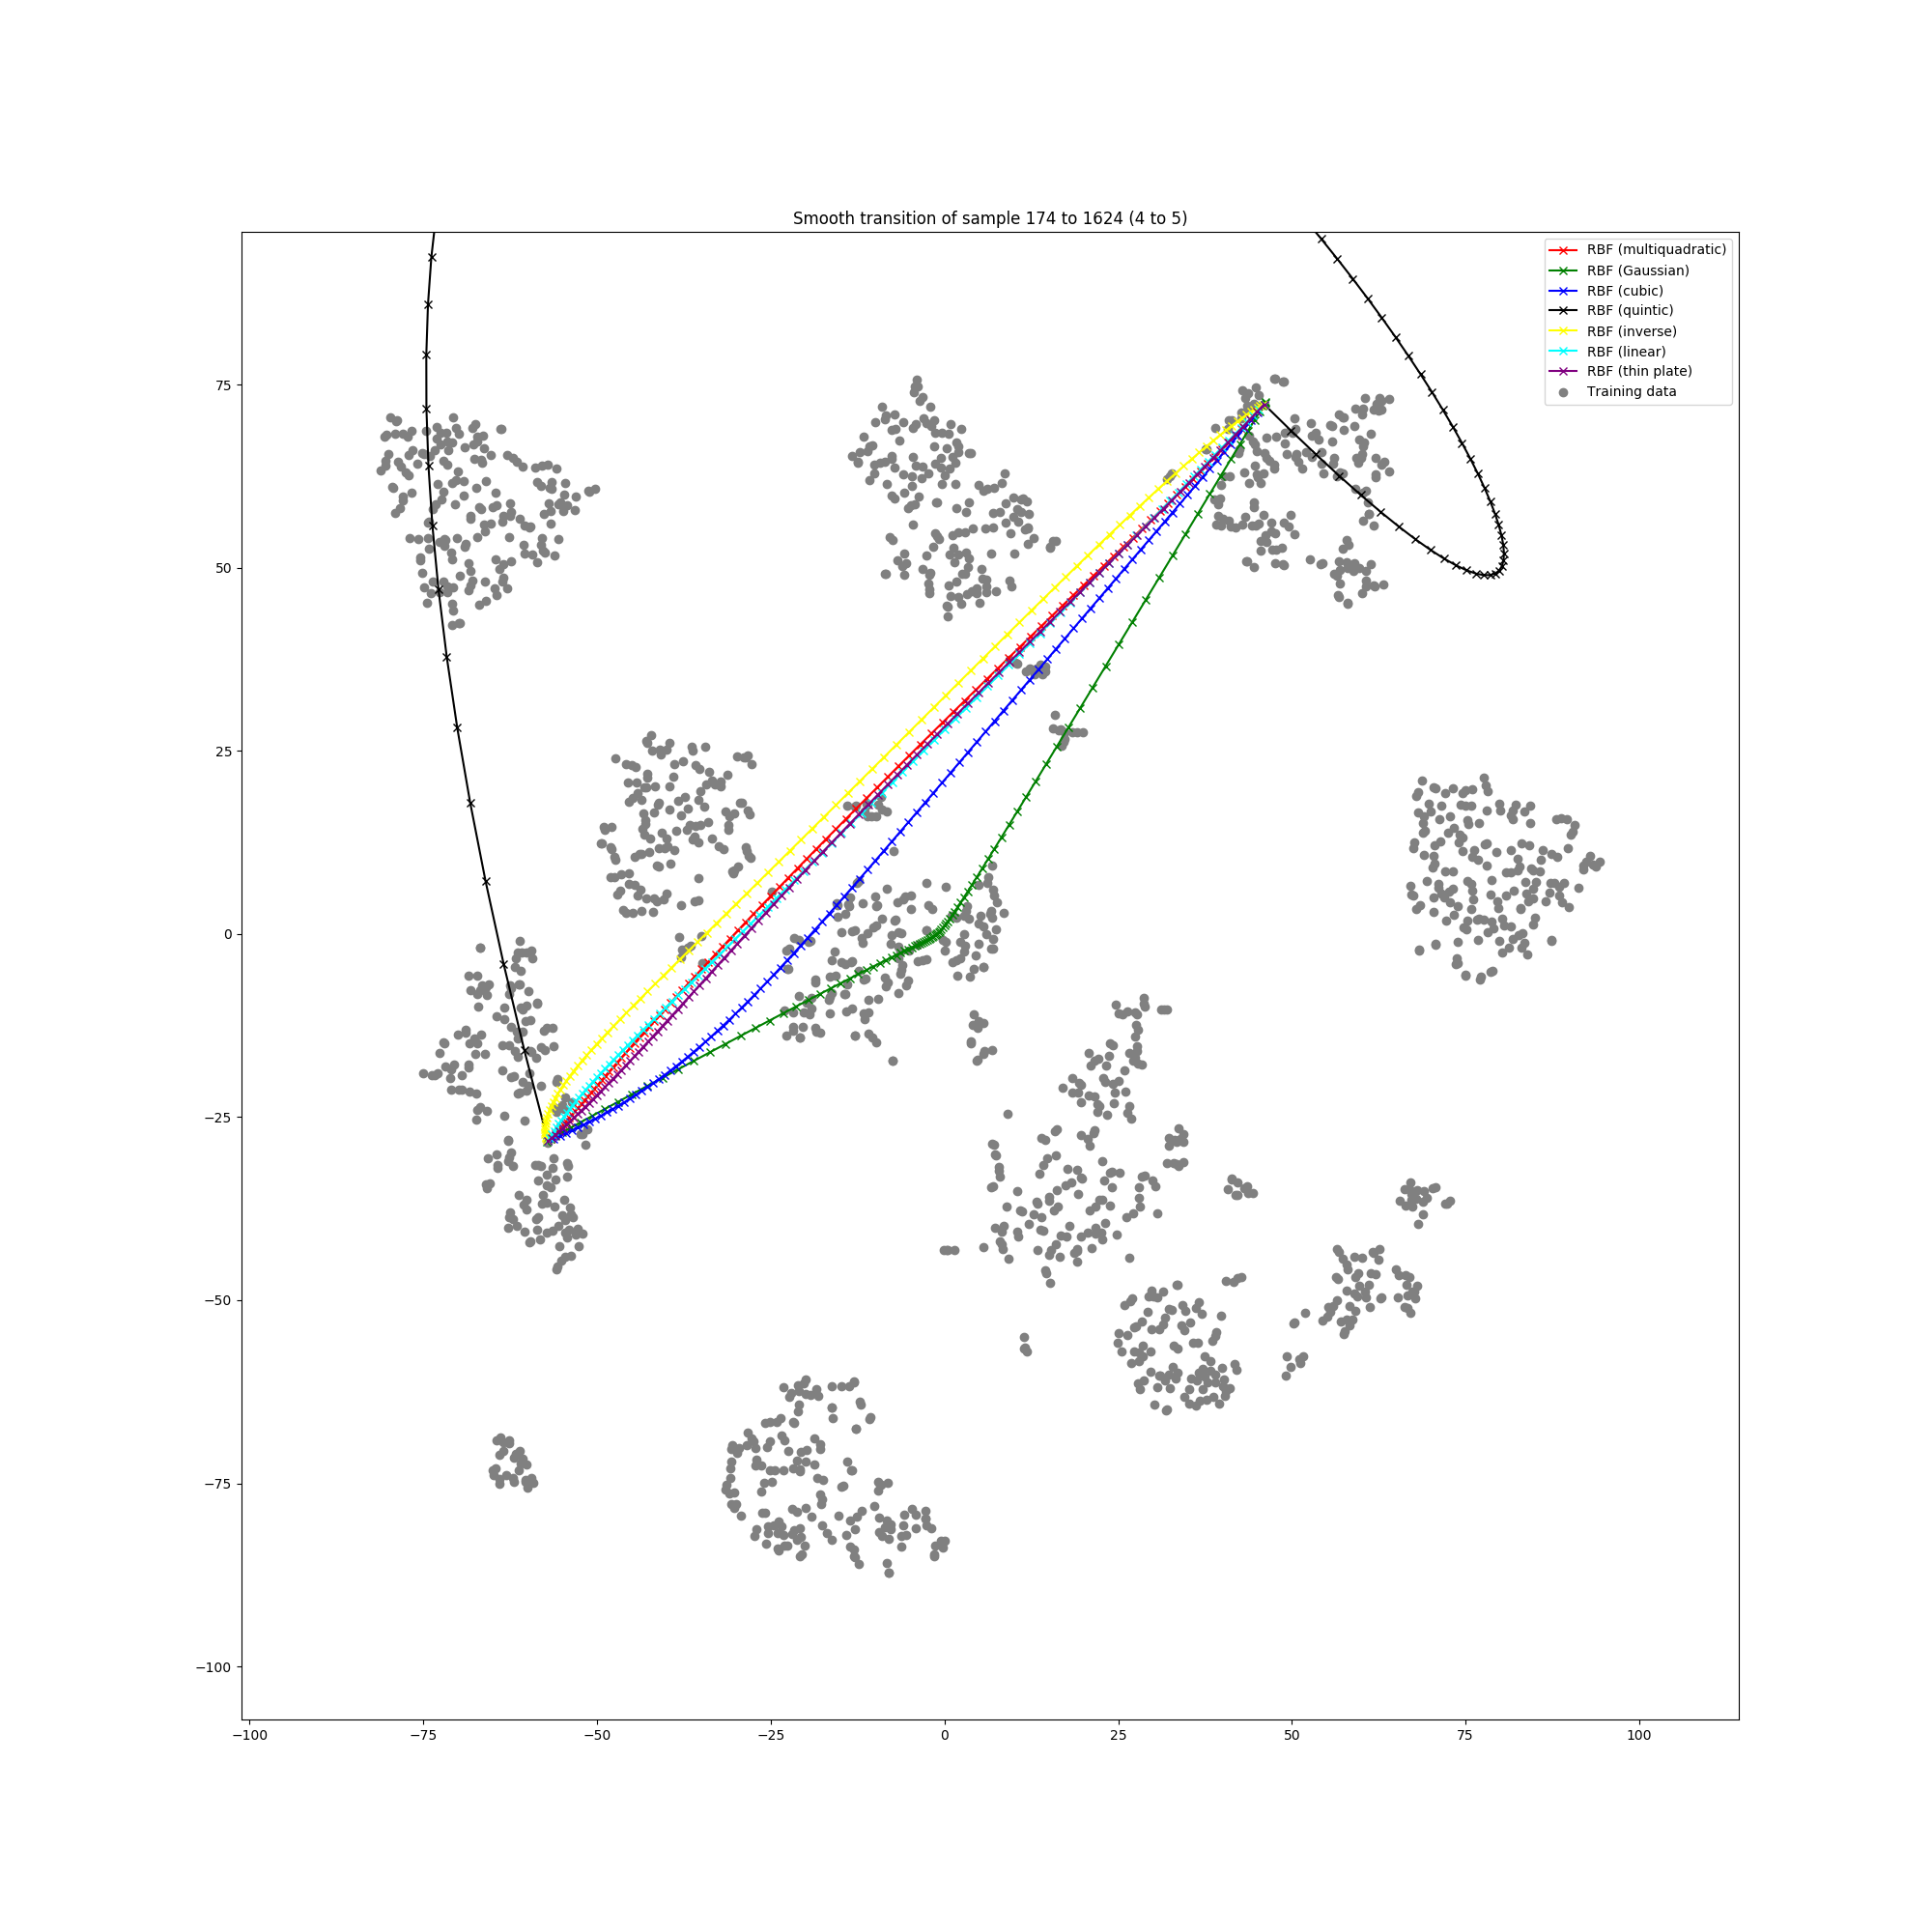 Smooth transition of sample 174 to 1624 (4 to 5)
RBF (multiquadratic)
RBF (Gaussian)
RBF (cubic)
RBF (quintic)
RBF (inverse)
RBF (linear)
RBF (thin plate)
Training data
75
50
25
0
−25
−50
−75
−100
−100 −75 −50 −25 0 25 50 75 100